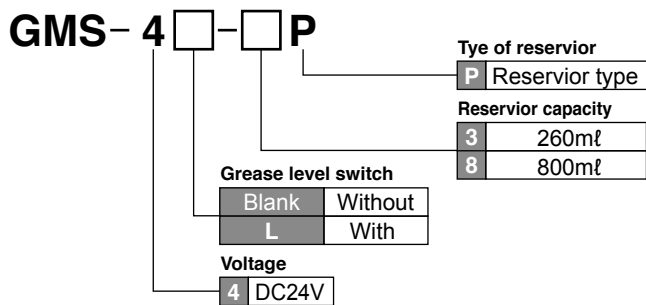 GMS- 4 □ - □ P
Tye of reservior
P Reservior type
Reservior capacity
3 260mℓ
8 800mℓ
Grease level switch
Blank Without
L With
Voltage
4 DC24V